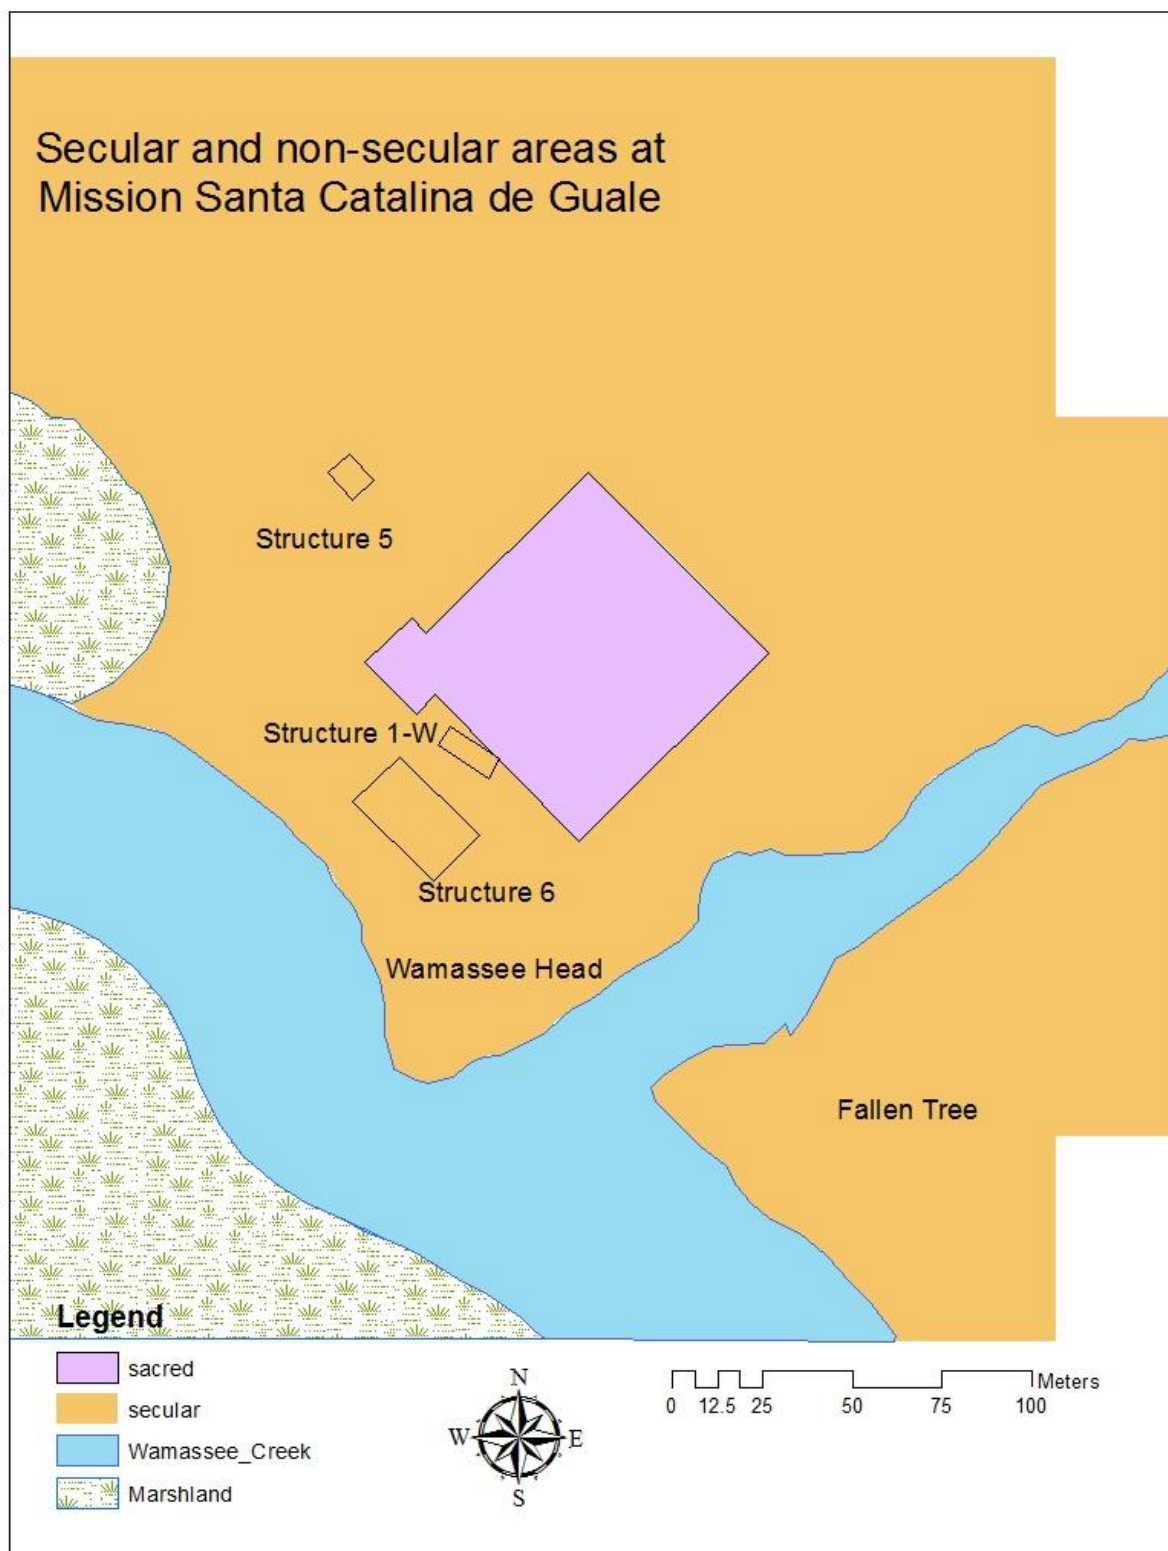 Secular and non-secular areas at
Mission Santa Catalina de Guale
Structure 5
Structure 1-W
Structure 6
Wamassee Head
Fallen Tree
Legend
sacred
secular
Wamassee_Creek
Marshland
N
W E
S
Meters
0 12.5 25 50 75 100